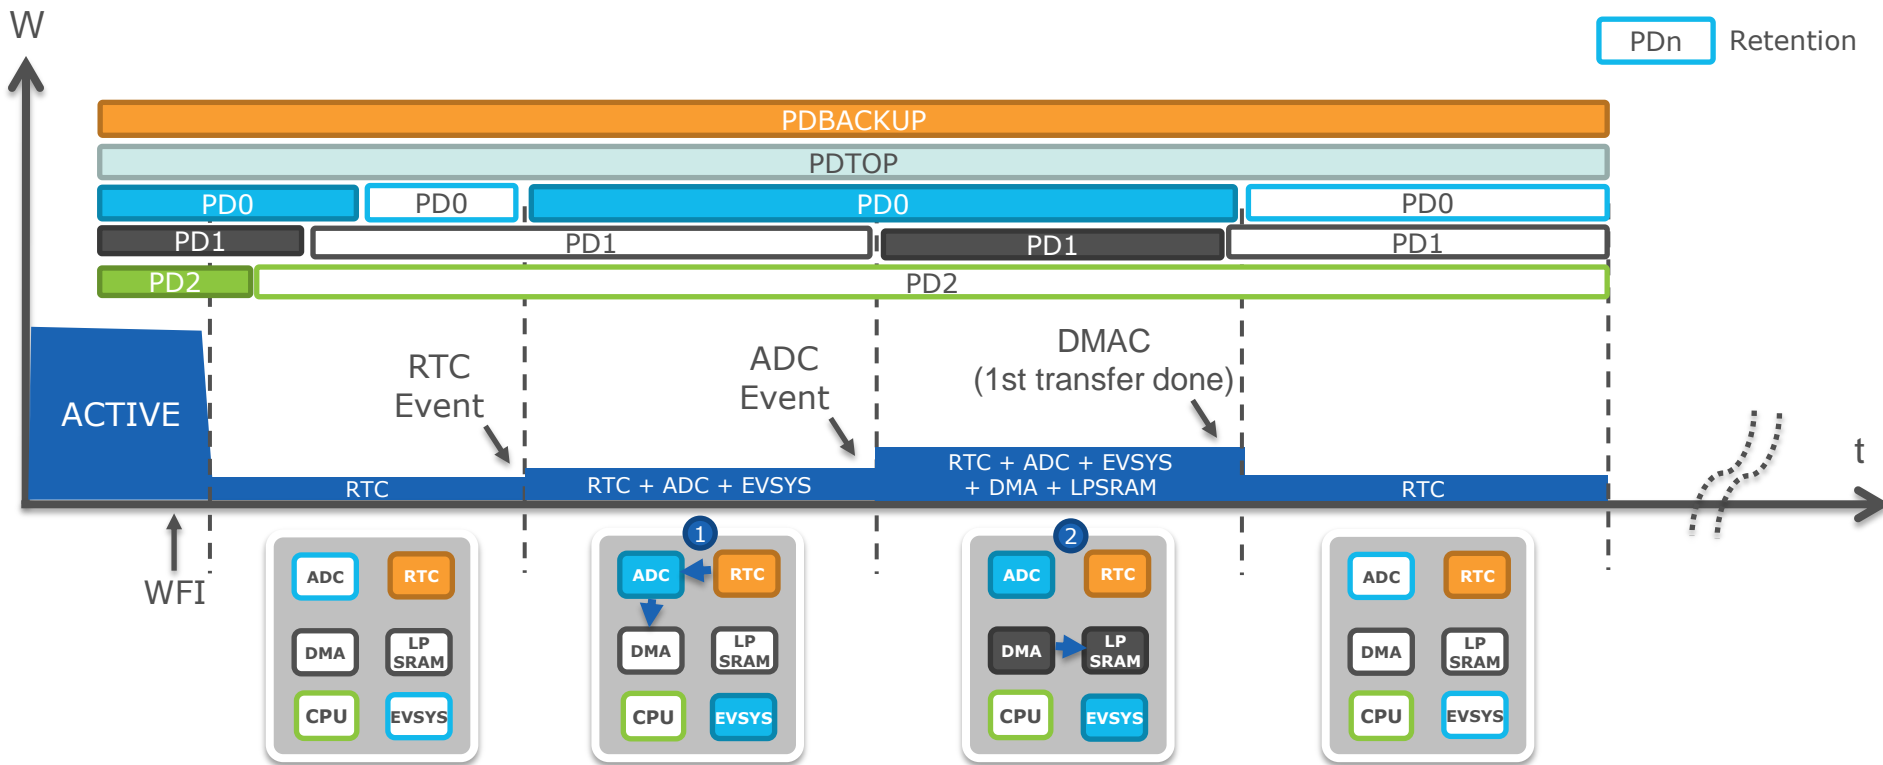 W
PDn Retention
PDBACKUP
PDTOP
PD0 PD0 PD0 PD0
PD1 PD1 PD1 PD1
PD2 PD2
ACTIVE
RTC
Event
ADC
Event
DMAC
(1st transfer done)
t
RTC
RTC + ADC + EVSYS
RTC + ADC + EVSYS
+ DMA + LPSRAM
RTC
WFI
ADC RTC
DMA LP
SRAM
CPU EVSYS
1
ADC RTC
DMA LP
SRAM
CPU EVSYS
2
ADC RTC
DMA LP
SRAM
CPU EVSYS
ADC RTC
DMA LP
SRAM
CPU EVSYS